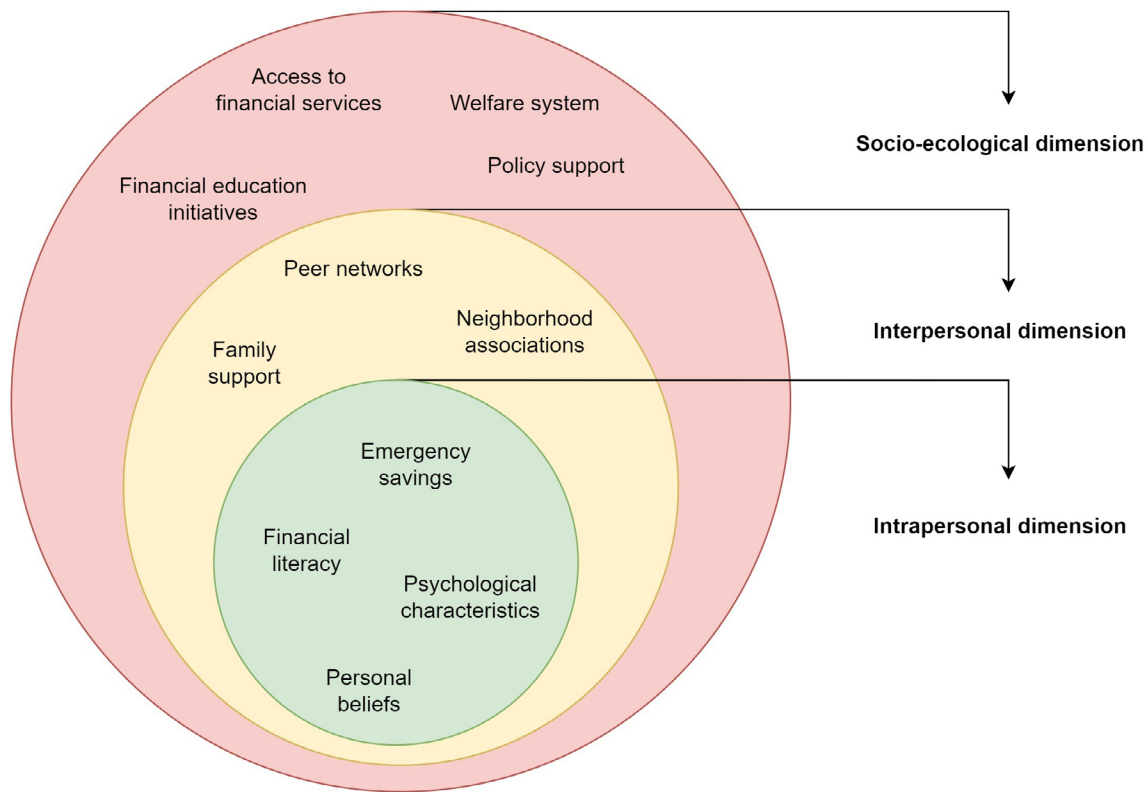 Access to
financial services
Welfare system
Policy support
Financial education
initiatives
Socio-ecological dimension
Peer networks
Neighborhood
associations
Family
support
Interpersonal dimension
Emergency
savings
Financial
literacy
Psychological
characteristics
Personal
beliefs
Intrapersonal dimension